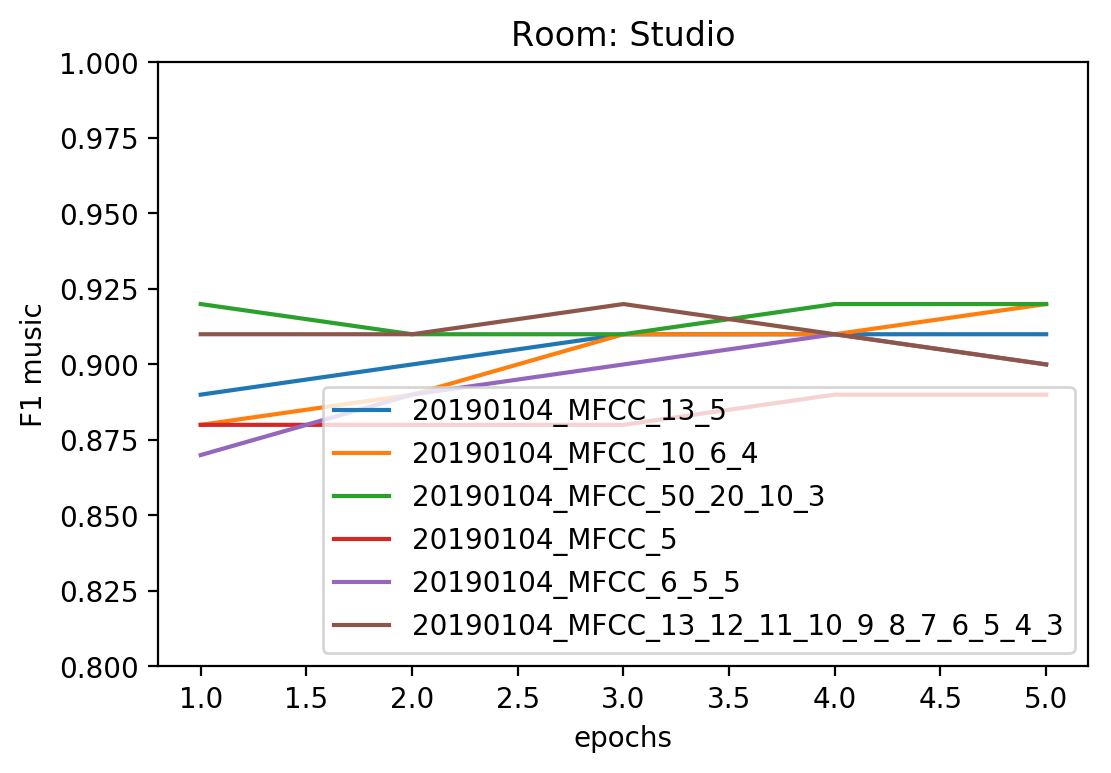 Room: Studio
1.000
0.975
0.950
0.925
0.900
0.875
0.850
0.825
0.800
F1 music
20190104_MFCC_13_5
20190104_MFCC_10_6_4
20190104_MFCC_50_20_10_3
20190104_MFCC_5
20190104_MFCC_6_5_5
20190104_MFCC_13_12_11_10_9_8_7_6_5_4_3
1.0 1.5 2.0 2.5 3.0 3.5 4.0 4.5 5.0
epochs